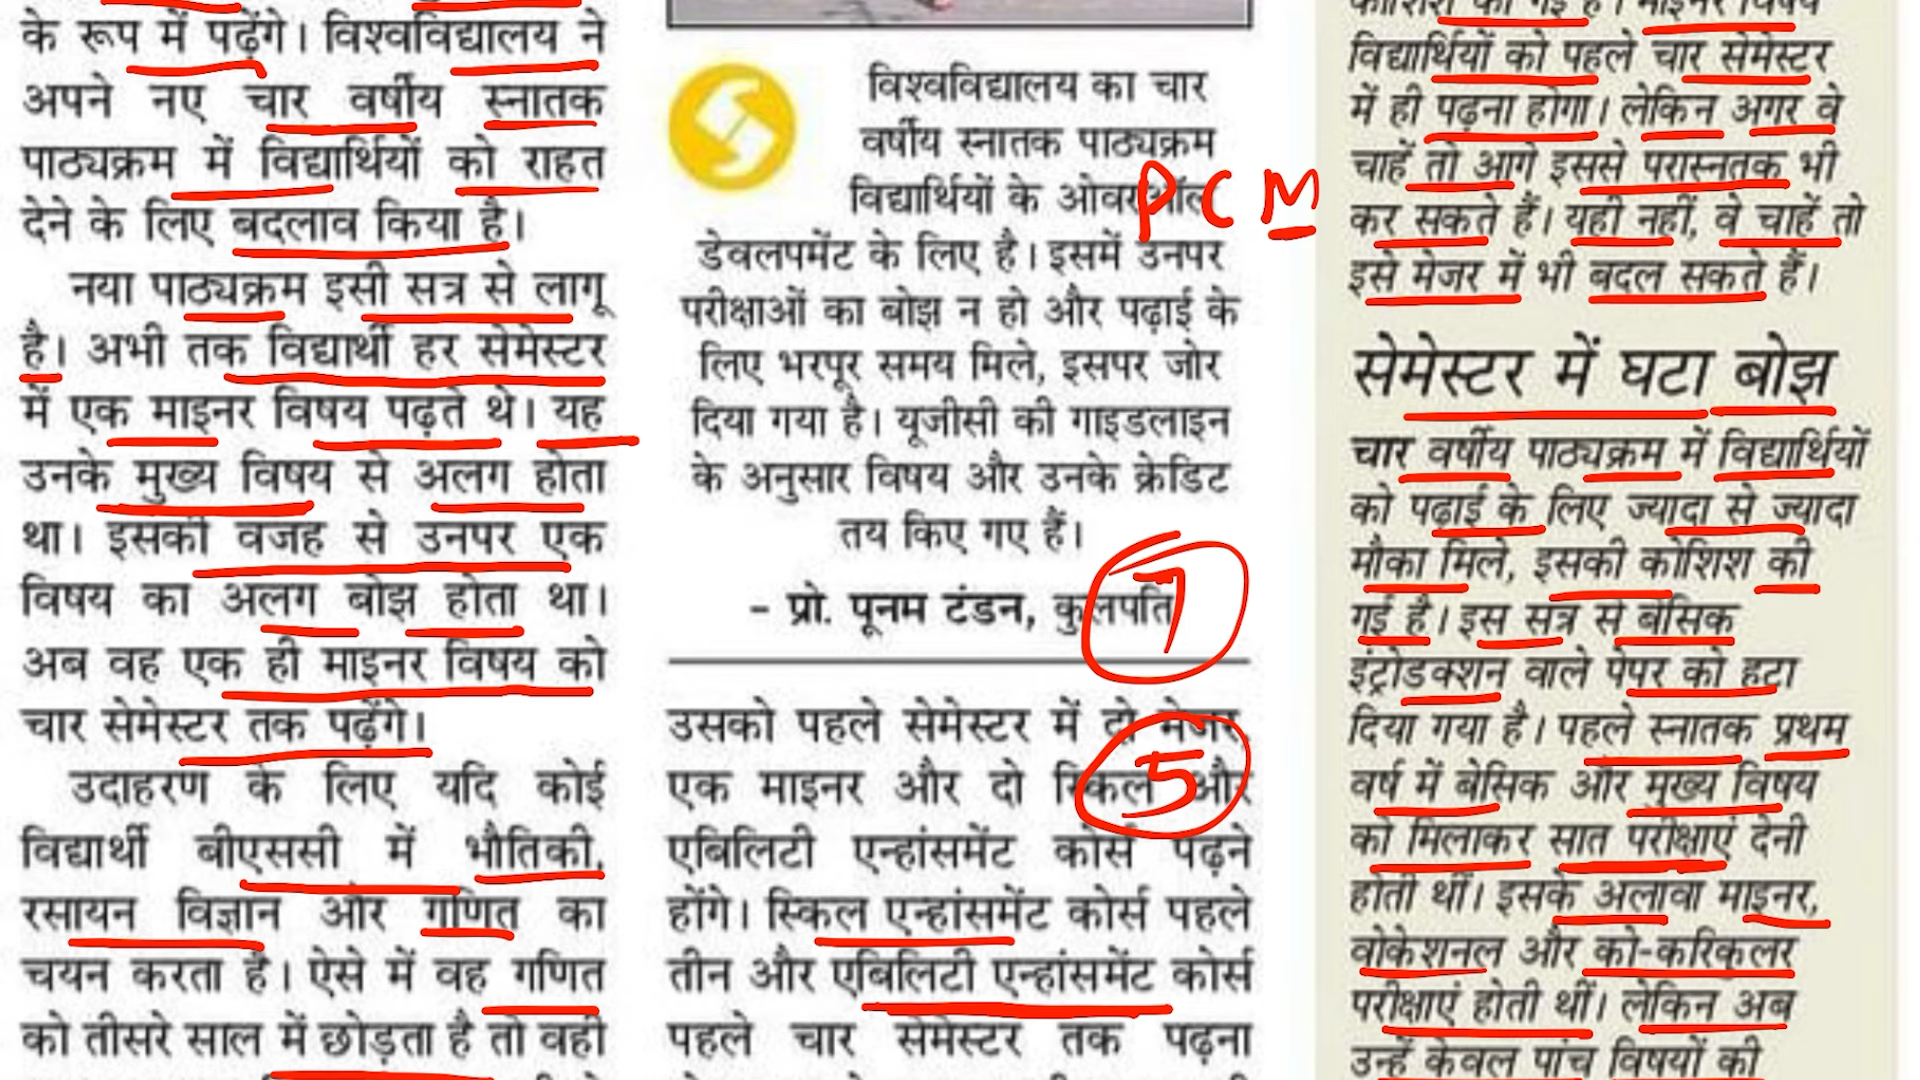 के रूप में पढ़ेंगे। विश्वविद्यालय ने
अपने नए चार वर्षीय स्नातक
पाठ्यक्रम में विद्यार्थियों को राहत
देने के लिए बदलाव किया है।
नया पाठ्यक्रम इसी सत्र से लागू
है। अभी तक विद्यार्थी हर सेमेस्टर
में एक माइनर विषय पढ़ते थे। यह
उनके मुख्य विषय से अलग होता
था। इसकी वजह से उनपर एक
विषय का अलग बोझ होता था।
अब वह एक ही माइनर विषय को
चार सेमेस्टर तक पढ़ेंगे।
उदाहरण के लिए यदि कोई
विद्यार्थी बीएससी में भौतिकी,
रसायन विज्ञान और गणित का
चयन करता है। ऐसे में वह गणित
को तीसरे साल में छोड़ता है तो वही
विश्वविद्यालय का चार
वर्षीय स्नातक पाठ्यक्रम
विद्यार्थियों के ओवरऑल
डेवलपमेंट के लिए है। इसमें उनपर
परीक्षाओं का बोझ न हो और पढ़ाई के
लिए भरपूर समय मिले, इसपर जोर
दिया गया है। यूजीसी की गाइडलाइन
के अनुसार विषय और उनके क्रेडिट
तय किए गए हैं।
- प्रो. पूनम टंडन, कुलपति
उसको पहले सेमेस्टर में दो मेजर,
एक माइनर और दो स्किल और
एबिलिटी एन्हांसमेंट कोर्स पढ़ने
होंगे। स्किल एन्हांसमेंट कोर्स पहले
तीन और एबिलिटी एन्हांसमेंट कोर्स
पहले चार सेमेस्टर तक पढ़ना
PCM
7
5
कोशिश की गई है। माइनर विषय
विद्यार्थियों को पहले चार सेमेस्टर
में ही पढ़ना होगा। लेकिन अगर वे
चाहें तो आगे इससे परास्नतक भी
कर सकते हैं। यही नहीं, वे चाहें तो
इसे मेजर में भी बदल सकते हैं।
सेमेस्टर में घटा बोझ
चार वर्षीय पाठ्यक्रम में विद्यार्थियों
को पढ़ाई के लिए ज्यादा से ज्यादा
मौका मिले, इसकी कोशिश की
गई है। इस सत्र से बेसिक
इंट्रोडक्शन वाले पेपर को हटा
दिया गया है। पहले स्नातक प्रथम
वर्ष में बेसिक और मुख्य विषय
को मिलाकर सात परीक्षाएं देनी
होती थीं। इसके अलावा माइनर,
वोकेशनल और को-करिकुलर
परीक्षाएं होती थीं। लेकिन अब
उन्हें केवल पांच विषयों की